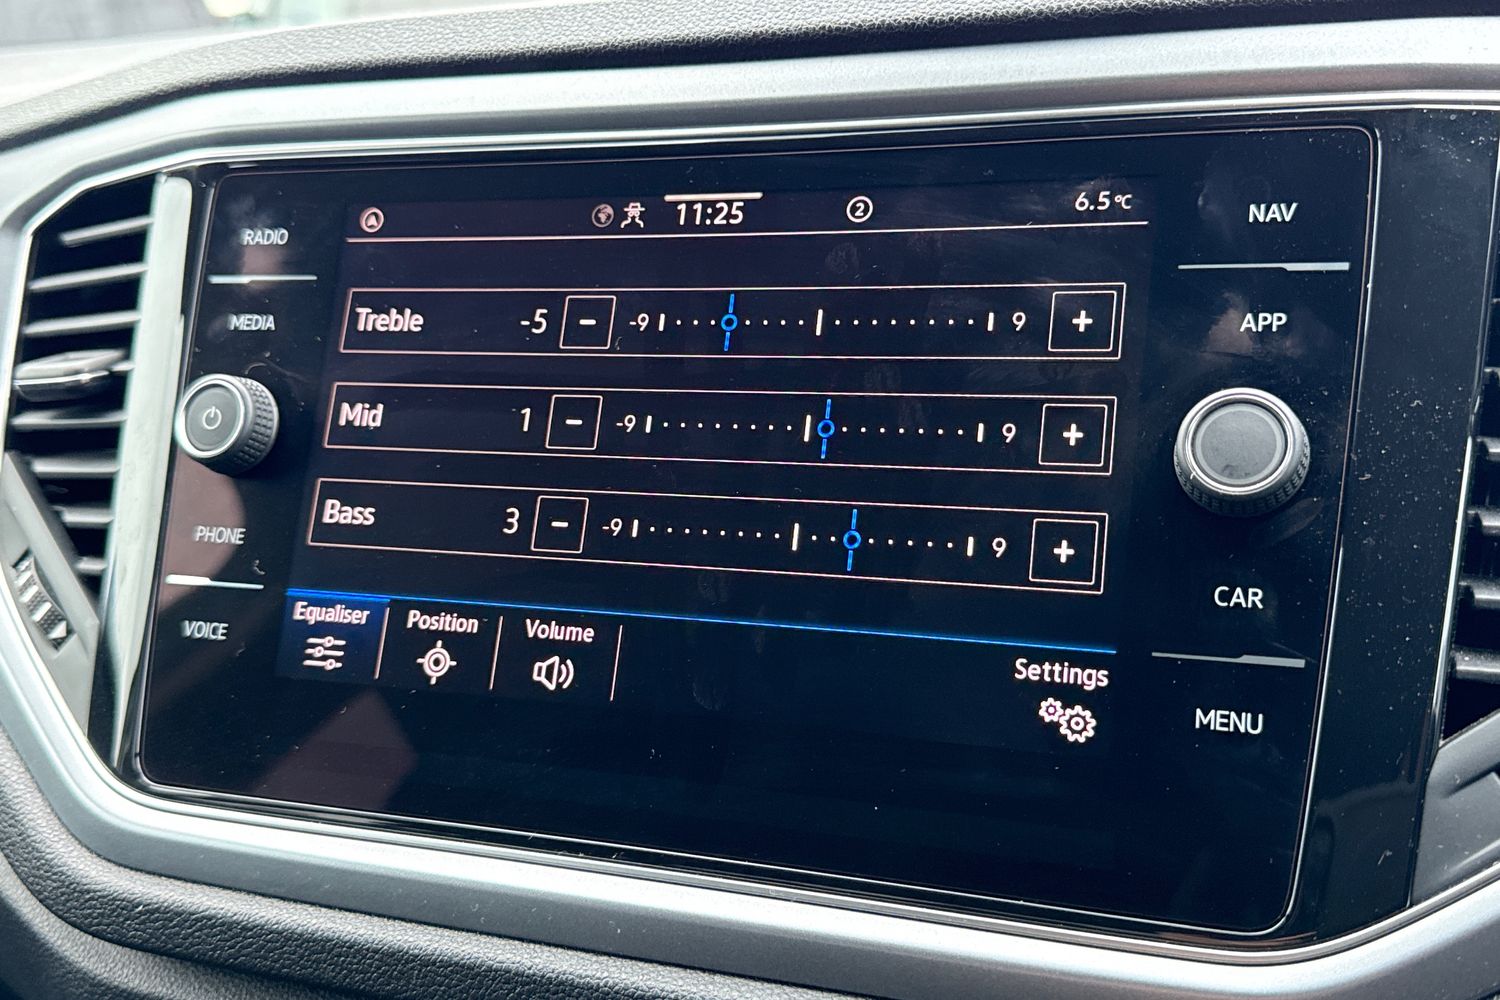 RADIO
MEDIA
PHONE
VOICE
11:25 2 6.5°C
Treble -5 - -9 9 +
Mid 1 - -9 9 +
Bass 3 - -9 9 +
Equaliser Position Volume
Settings
NAV
APP
CAR
MENU